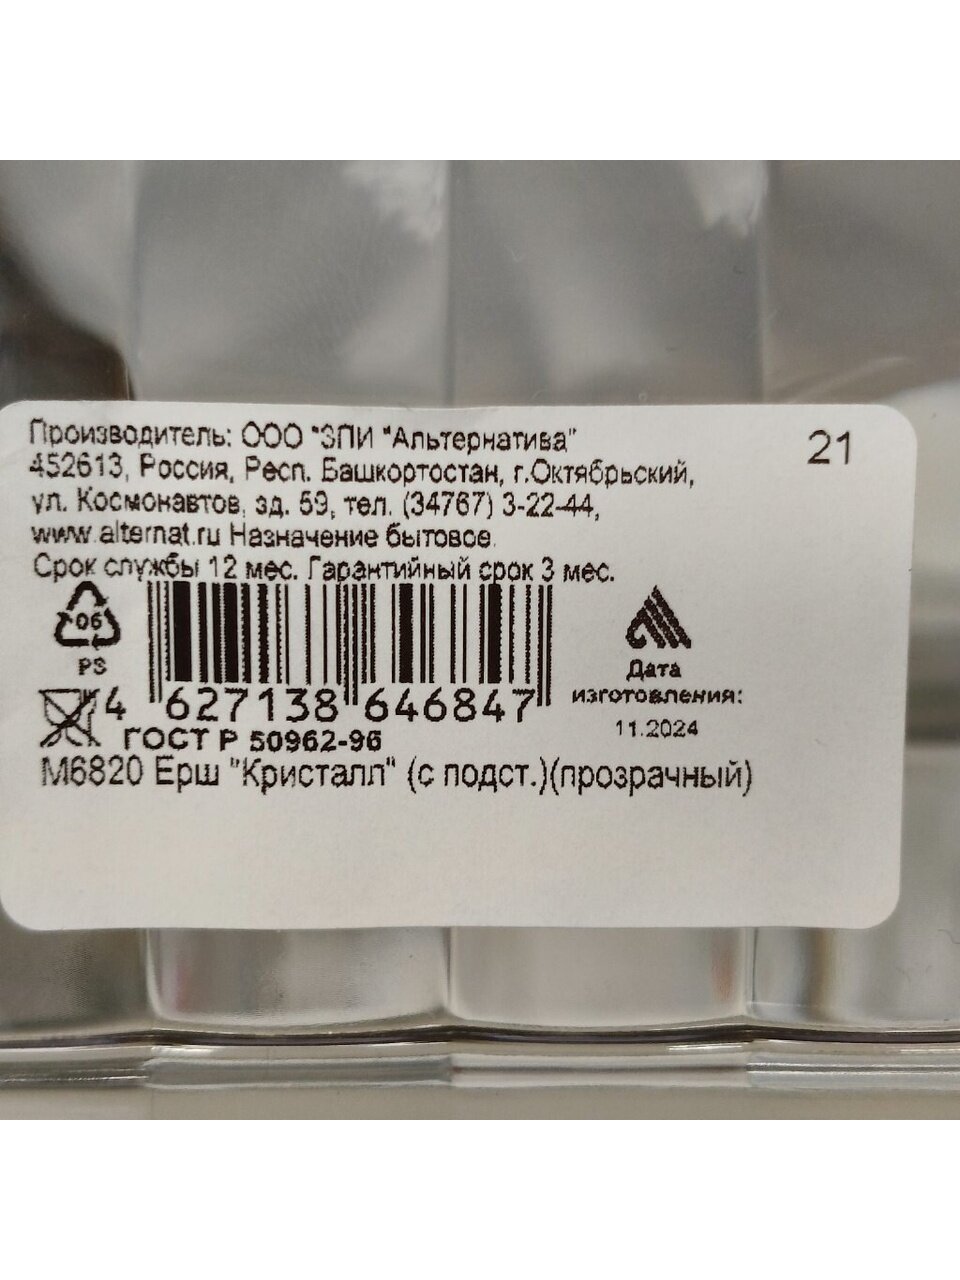 Производитель: ООО "ЗПИ "Альтернатива"
21
452613, Россия, Респ. Башкортостан, г.Октябрьский,
ул. Космонавтов, зд. 59, тел. (34767) 3-22-44,
www.alternat.ru Назначение бытовое.
Срок службы 12 мес. Гарантийный срок 3 мес.
06
PS
Дата
изготовления:
11.2024
4 627138 646847
ГОСТ Р 50962-96
М6820 Ерш "Кристалл" (с подст.)(прозрачный)